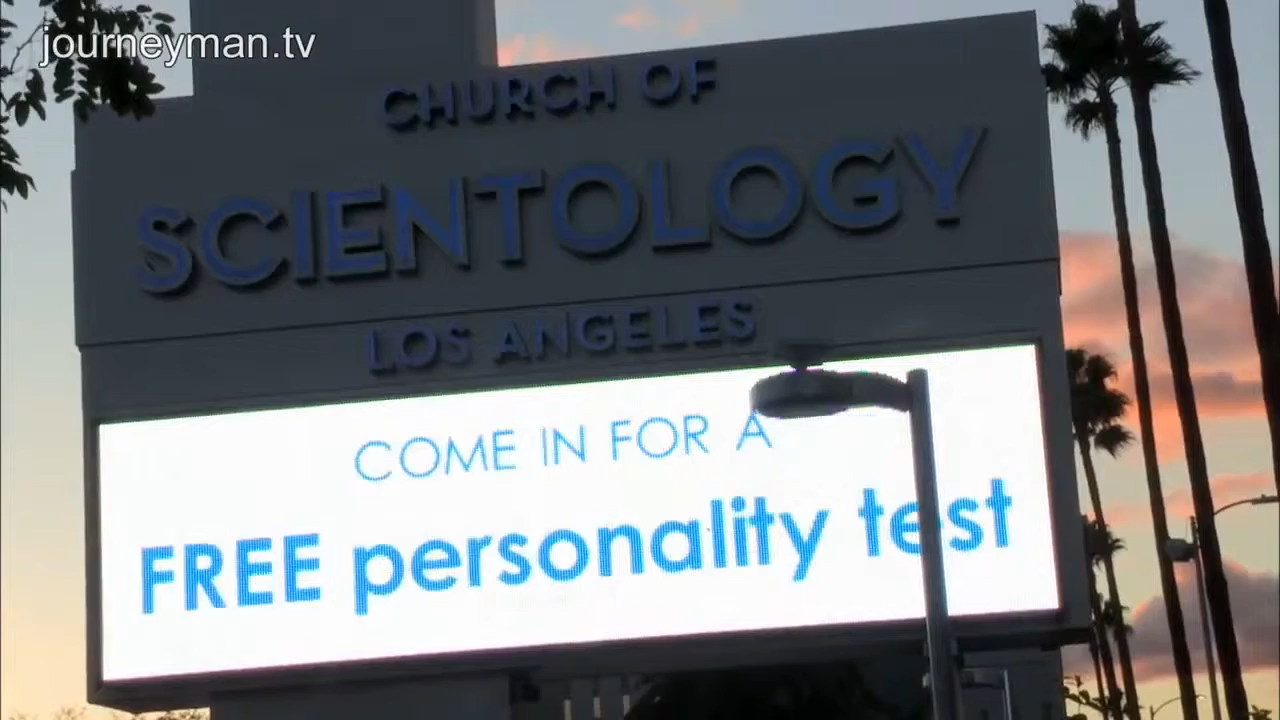 journeyman.tv
CHURCH OF
SCIENTOLOGY
LOS ANGELES
COME IN FOR A
FREE personality test